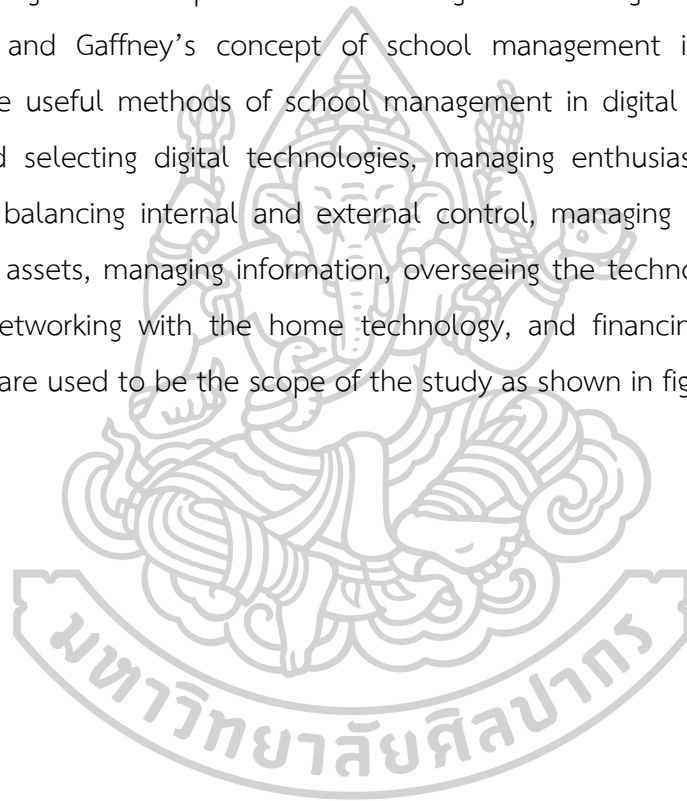 and Gaffney’s concept of school management i
e useful methods of school management in digital
d selecting digital technologies, managing enthusias
balancing internal and external control, managing
assets, managing information, overseeing the techno
etworking with the home technology, and financin
are used to be the scope of the study as shown in fig
มหาวิทยาลัยศิลปากร